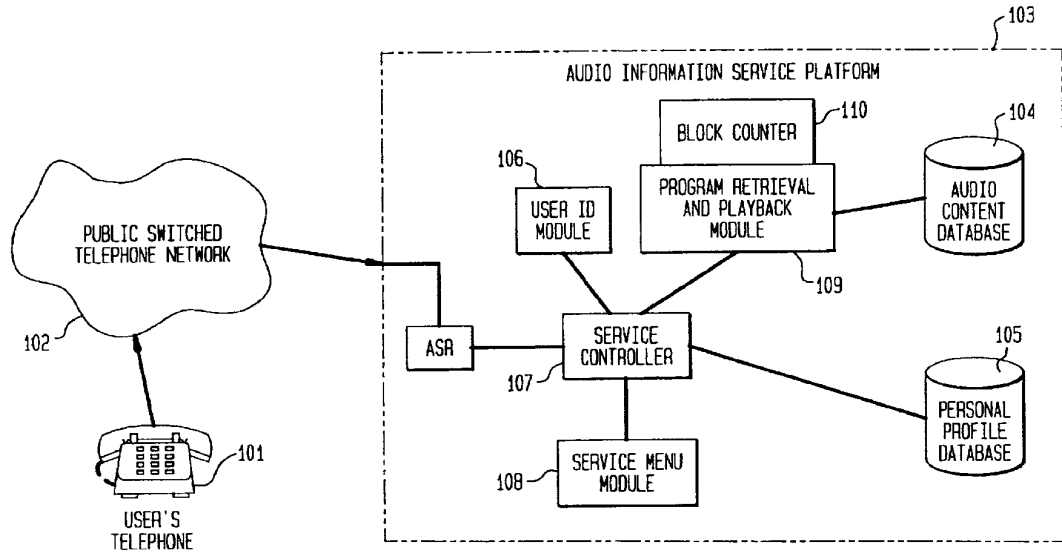 103
AUDIO INFORMATION SERVICE PLATFORM
110
BLOCK COUNTER
104
106
PROGRAM RETRIEVAL
AND PLAYBACK
MODULE
AUDIO
CONTENT
DATABASE
USER ID
MODULE
PUBLIC SWITCHED
TELEPHONE NETWORK
109
102
ASR
SERVICE
CONTROLLER
107
105
PERSONAL
PROFILE
DATABASE
101
SERVICE MENU
MODULE
108
USER'S
TELEPHONE